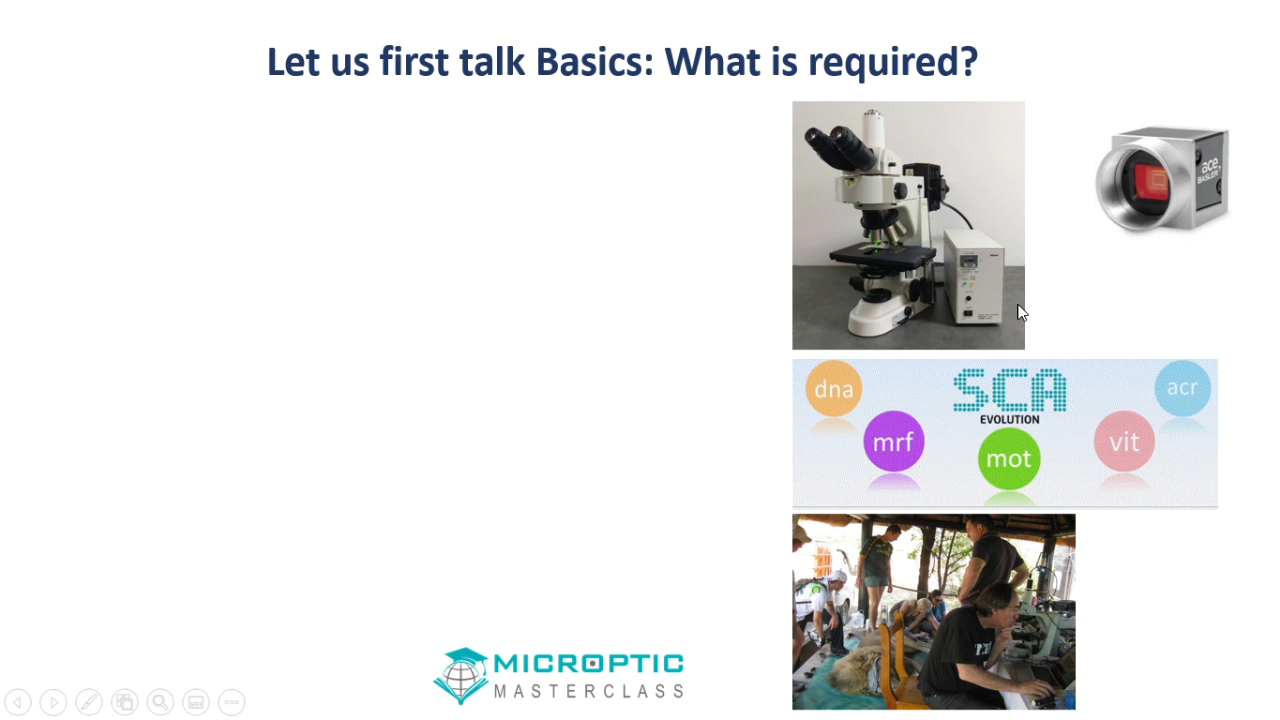 Let us first talk Basics: What is required?
ace
BASLER
dna
SCA
acr
EVOLUTION
mrf
mot
vit
MICROPTIC
MASTERCLASS